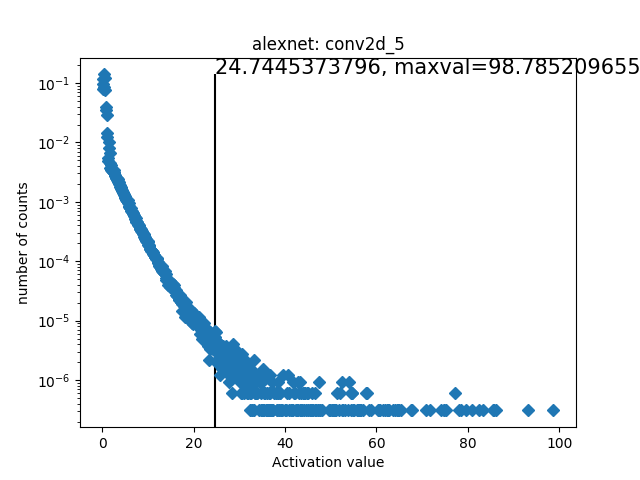 alexnet: conv2d_5
24.7445373796, maxval=98.785209655
number of counts
10⁻¹
10⁻²
10⁻³
10⁻⁴
10⁻⁵
10⁻⁶
0 20 40 60 80 100
Activation value